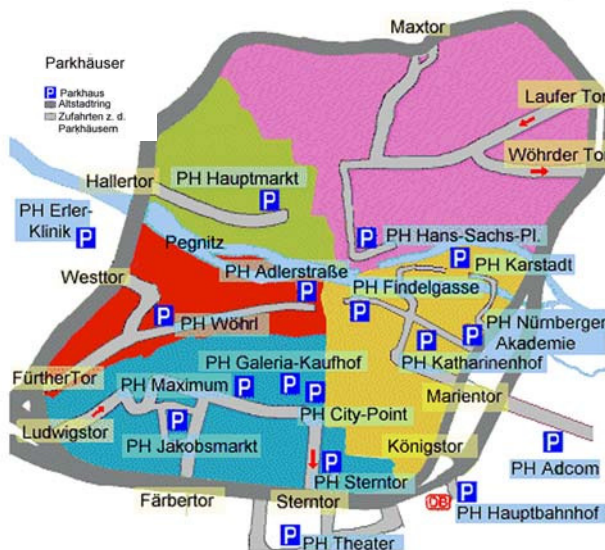 Maxtor
Parkhäuser
P Parkhaus
Altstadtring
Zufahrten z. d.
Parkhäusern
Laufer Tor
Wöhrder Tor
Hallertor
PH Hauptmarkt
P
PH Erler-
Klinik
P
Pegnitz
P
PH Hans-Sachs-Pl.
P
PH Karstadt
Westtor
PH Adlerstraße
P
PH Findelgasse
P
P
PH Wöhrl
P
P
PH Nürnberger
Akademie
PH Katharinenhof
PH Galeria-Kaufhof
FürtherTor
PH Maximum
P
P
P
Marientor
PH City-Point
Ludwigstor
P
PH Jakobsmarkt
Königstor
P
PH Adcom
P
PH Sterntor
Färbertor
Sterntor
DB
P
PH Hauptbahnhof
P
PH Theater